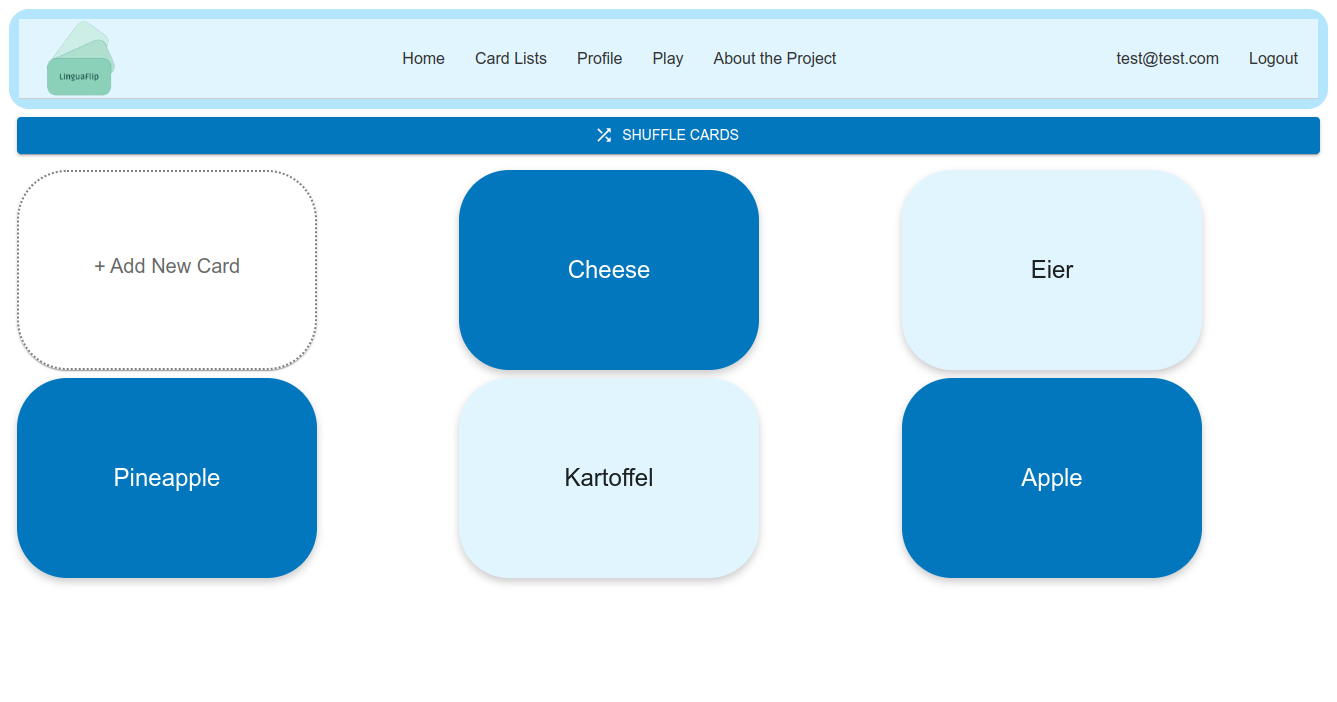 LinguaFlip
Home Card Lists Profile Play About the Project test@test.com Logout
SHUFFLE CARDS
+ Add New Card
Cheese
Eier
Pineapple
Kartoffel
Apple